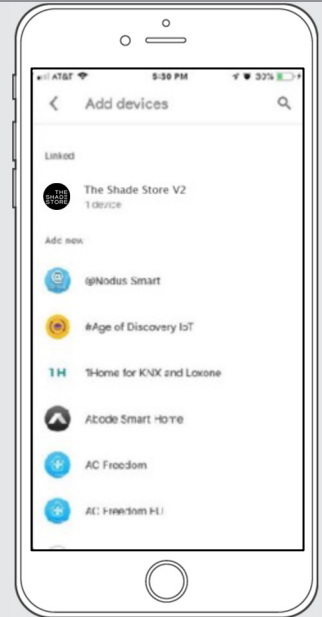 AT&T 5:30 PM 30%
Add devices
Linked
THE SHADE STORE
The Shade Store V2
1 device
Add new
@Nodus Smart
#Age of Discovery IoT
1H 1Home for KNX and Loxone
Abode Smart Home
AC Freedom
AC Freedom EU